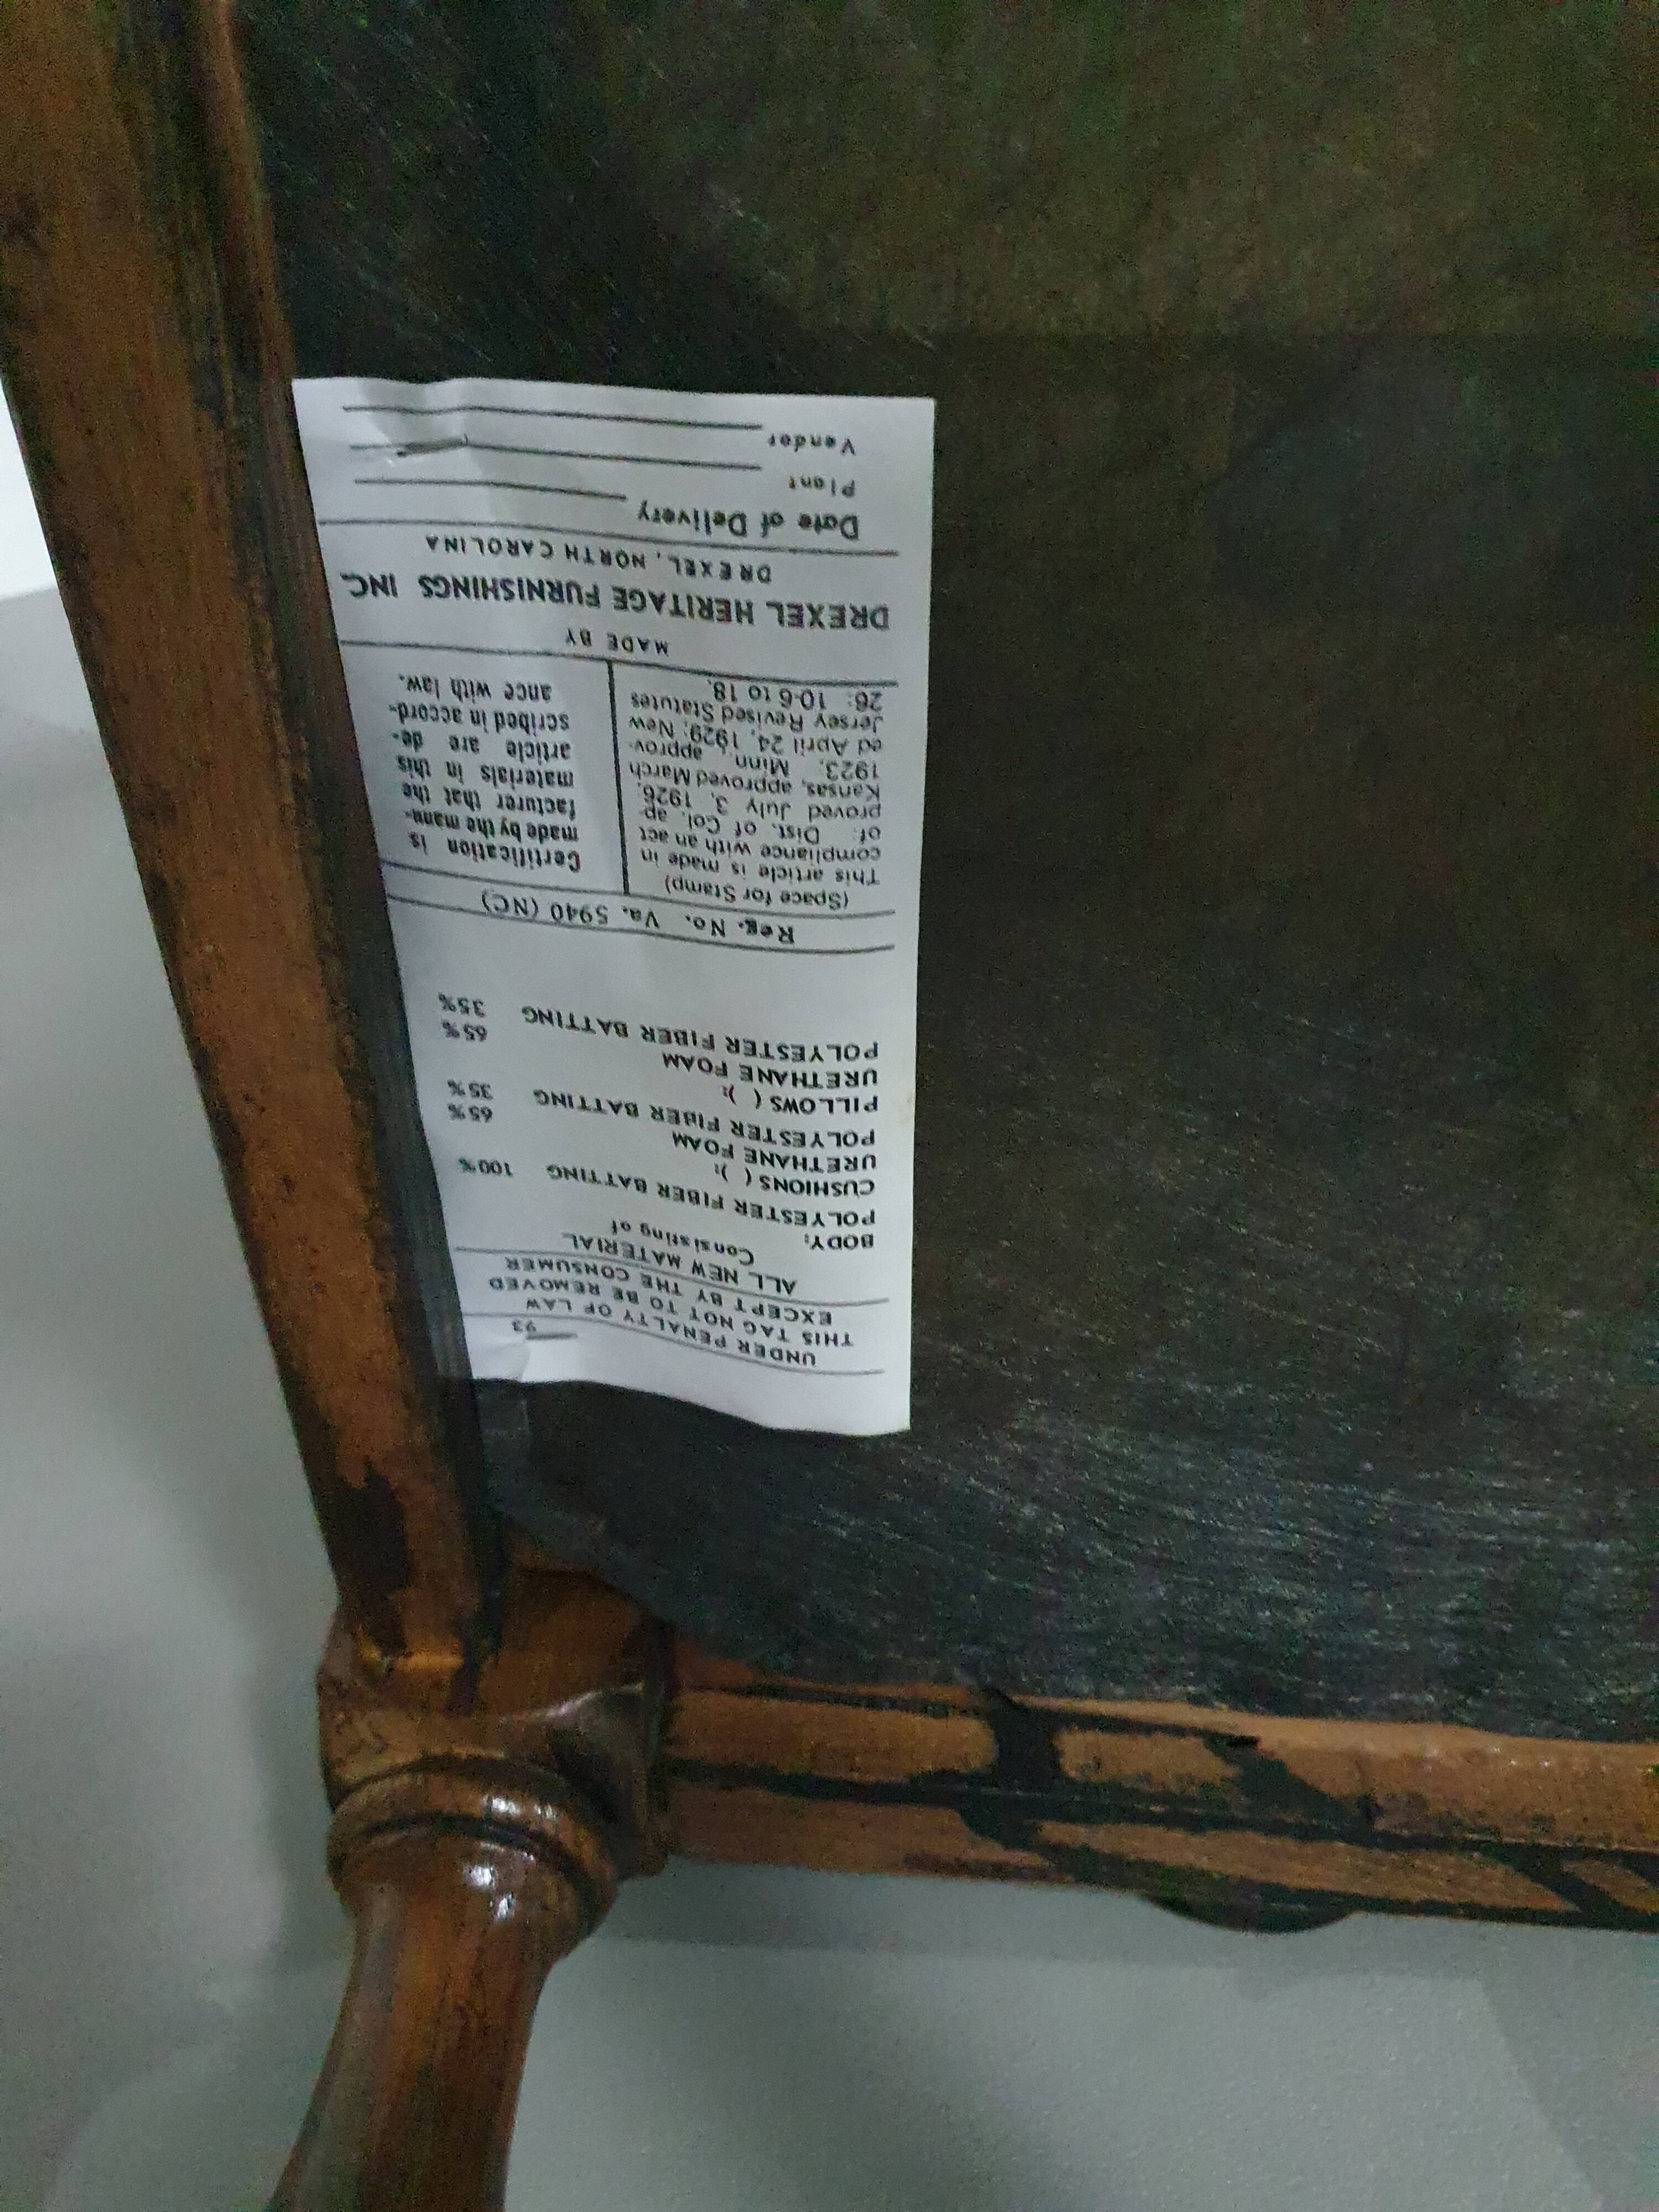 UNDER PENALTY OF LAW
THIS TAG NOT TO BE REMOVED
EXCEPT BY THE CONSUMER
93
ALL NEW MATERIAL
Consisting of
BODY:
POLYESTER FIBER BATTING 100%
CUSHIONS ( ):
URETHANE FOAM 65%
POLYESTER FIBER BATTING 35%
PILLOWS ( ):
URETHANE FOAM 65%
POLYESTER FIBER BATTING 35%
Reg. No. Va. 5940 (NC)
(Space for Stamp)
This article is made in
compliance with an act
of: Dist. of Col. ap-
proved July 3, 1926,
Kansas, approved March
1923; Minn., approv-
ed April 24, 1929; New
Jersey Revised Statutes
26: 10-6 to 18.
Certification is
made by the manu-
facturer that the
materials in this
article are de-
scribed in accord-
ance with law.
MADE BY
DREXEL HERITAGE FURNISHINGS INC.
DREXEL, NORTH CAROLINA
Date of Delivery
Plant
Vendor